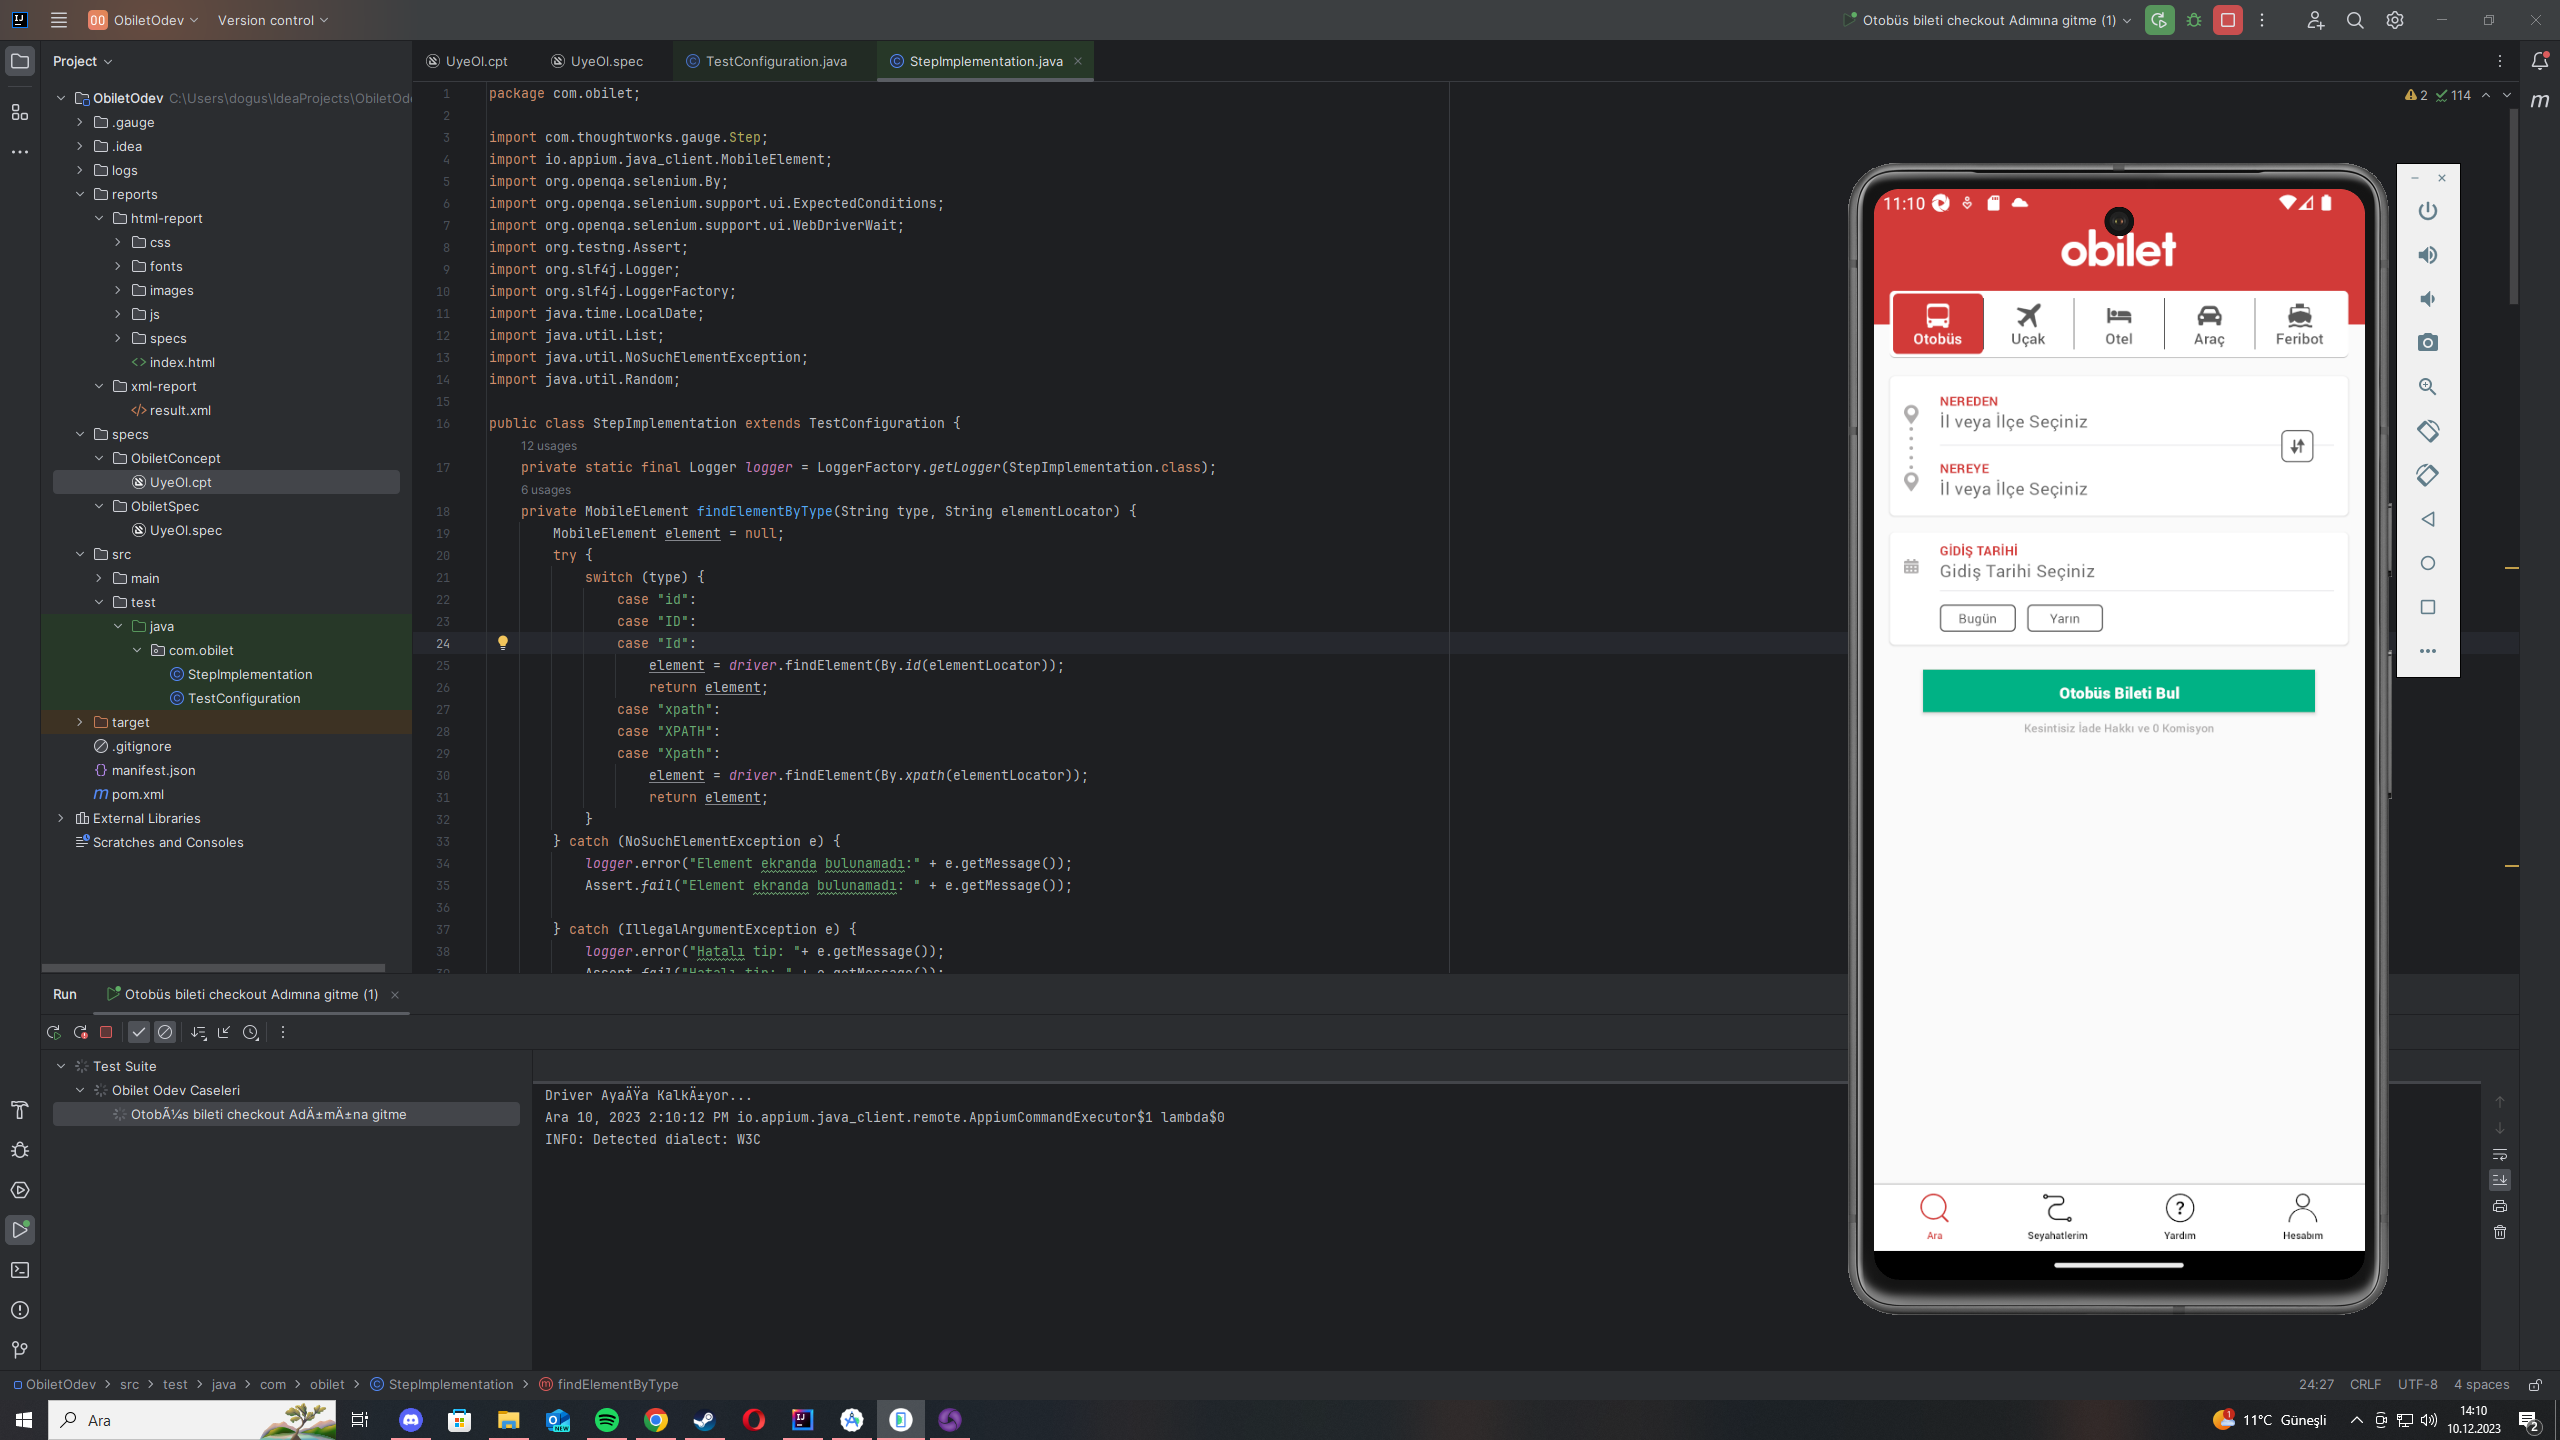 OO ObiletOdev Version control
Otobüs bileti checkout Adımına gitme (1)
Project
UyeOl.cpt UyeOl.spec TestConfiguration.java StepImplementation.java
ObiletOdev C:\Users\dogus\IdeaProjects\ObiletOde
.gauge
.idea
logs
reports
html-report
css
fonts
images
js
specs
index.html
xml-report
result.xml
specs
ObiletConcept
UyeOl.cpt
ObiletSpec
UyeOl.spec
src
main
test
java
com.obilet
StepImplementation
TestConfiguration
target
.gitignore
manifest.json
pom.xml
External Libraries
Scratches and Consoles
2 114
1 package com.obilet;
2
3 import com.thoughtworks.gauge.Step;
4 import io.appium.java_client.MobileElement;
5 import org.openqa.selenium.By;
6 import org.openqa.selenium.support.ui.ExpectedConditions;
7 import org.openqa.selenium.support.ui.WebDriverWait;
8 import org.testng.Assert;
9 import org.slf4j.Logger;
10 import org.slf4j.LoggerFactory;
11 import java.time.LocalDate;
12 import java.util.List;
13 import java.util.NoSuchElementException;
14 import java.util.Random;
15
16 public class StepImplementation extends TestConfiguration {
12 usages
17 private static final Logger logger = LoggerFactory.getLogger(StepImplementation.class);
6 usages
18 private MobileElement findElementByType(String type, String elementLocator) {
19 MobileElement element = null;
20 try {
21 switch (type) {
22 case "id":
23 case "ID":
24 case "Id":
25 element = driver.findElement(By.id(elementLocator));
26 return element;
27 case "xpath":
28 case "XPATH":
29 case "Xpath":
30 element = driver.findElement(By.xpath(elementLocator));
31 return element;
32 }
33 } catch (NoSuchElementException e) {
34 logger.error("Element ekranda bulunamadı:" + e.getMessage());
35 Assert.fail("Element ekranda bulunamadı: " + e.getMessage());
36
37 } catch (IllegalArgumentException e) {
38 logger.error("Hatalı tip: "+ e.getMessage());
39 Assert.fail("Hatalı tip: " + e.getMessage());
11:10
obilet
Otobüs Uçak Otel Araç Feribot
NEREDEN
İl veya İlçe Seçiniz
NEREYE
İl veya İlçe Seçiniz
GİDİŞ TARİHİ
Gidiş Tarihi Seçiniz
Bugün Yarın
Otobüs Bileti Bul
Kesintisiz İade Hakkı ve 0 Komisyon
Ara Seyahatlerim Yardım Hesabım
Run Otobüs bileti checkout Adımına gitme (1)
Test Suite
Obilet Odev Caseleri
OtobÃ¼s bileti checkout AdÄ±mÄ±na gitme
Driver AyaÄŸa KalkÄ±yor...
Ara 10, 2023 2:10:12 PM io.appium.java_client.remote.AppiumCommandExecutor$1 lambda$0
INFO: Detected dialect: W3C
ObiletOdev > src > test > java > com > obilet > StepImplementation > findElementByType
24:27 CRLF UTF-8 4 spaces
Ara
11°C Güneşli
14:10
10.12.2023
2